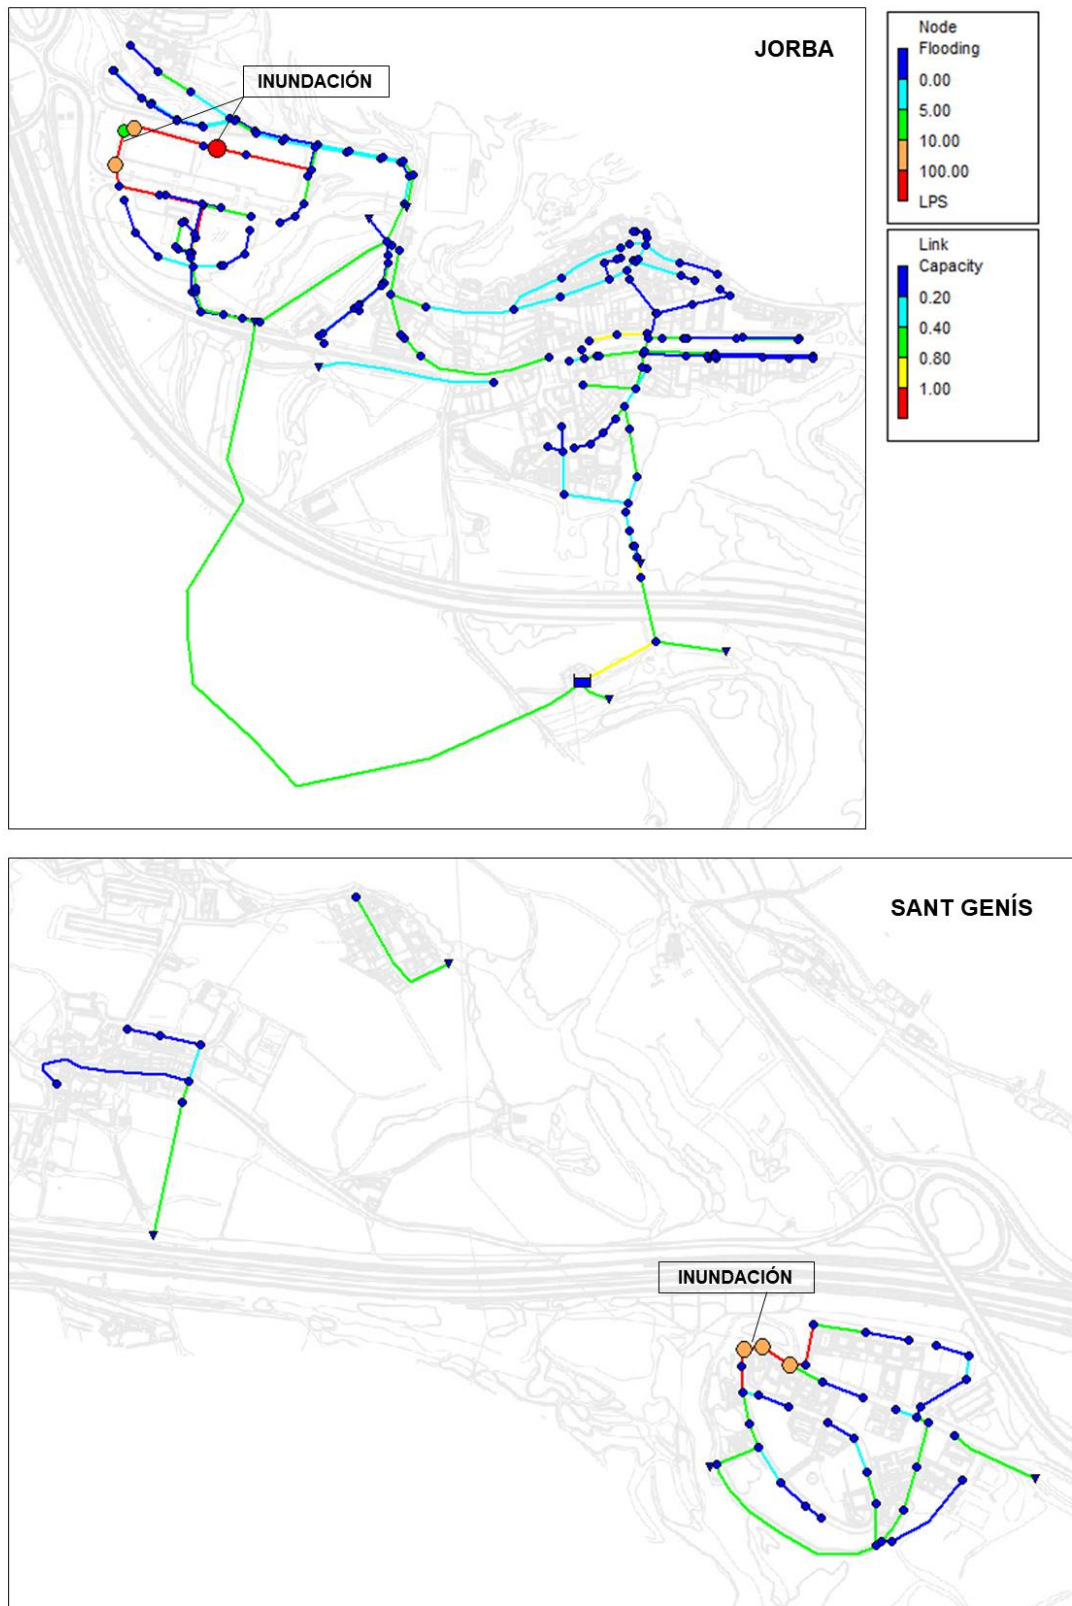 JORBA
INUNDACIÓN
Node
Flooding
0.00
5.00
10.00
100.00
LPS
Link
Capacity
0.20
0.40
0.80
1.00
SANT GENÍS
INUNDACIÓN